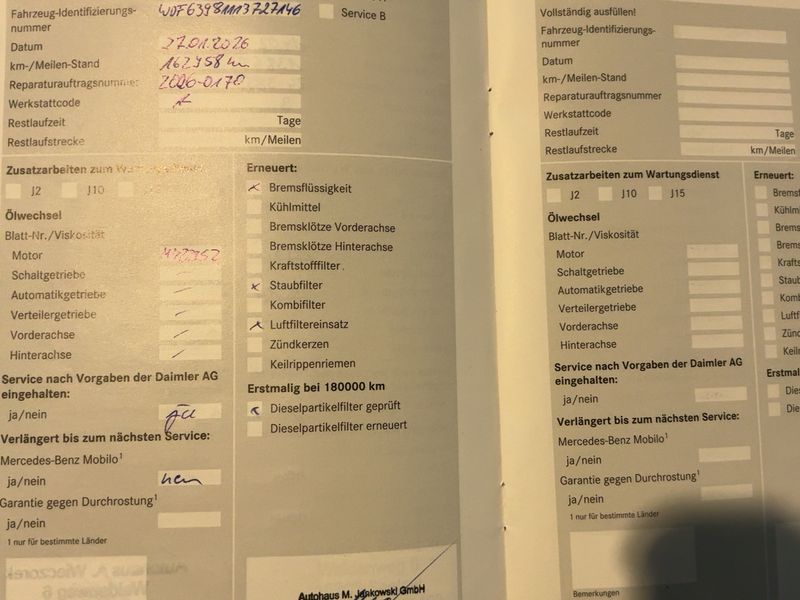 Fahrzeug-Identifizierungs-
nummer
WDF63981113727146
Service B
Datum 27.01.2026
km-/Meilen-Stand 162958 km
Reparaturauftragsnummer 2026-0170
Werkstattcode
Restlaufzeit Tage
Restlaufstrecke km/Meilen
Zusatzarbeiten zum Wartungsdienst
J2 J10
Ölwechsel
Blatt-Nr./Viskosität
Motor
Schaltgetriebe
Automatikgetriebe
Verteilergetriebe
Vorderachse
Hinterachse
Service nach Vorgaben der Daimler AG
eingehalten:
ja/nein ja
Verlängert bis zum nächsten Service:
Mercedes-Benz Mobilo¹
ja/nein nein
Garantie gegen Durchrostung¹
ja/nein
1 nur für bestimmte Länder
Erneuert:
Bremsflüssigkeit
Kühlmittel
Bremsklötze Vorderachse
Bremsklötze Hinterachse
Kraftstofffilter
Staubfilter
Kombifilter
Luftfiltereinsatz
Zündkerzen
Keilrippenriemen
Erstmalig bei 180000 km
Dieselpartikelfilter geprüft
Dieselpartikelfilter erneuert
Autohaus M. Jankowski GmbH
Vollständig ausfüllen!
Fahrzeug-Identifizierungs-
nummer
Datum
km-/Meilen-Stand
Reparaturauftragsnummer
Werkstattcode
Restlaufzeit Tage
Restlaufstrecke km/Meilen
Zusatzarbeiten zum Wartungsdienst
J2 J10 J15
Ölwechsel
Blatt-Nr./Viskosität
Motor
Schaltgetriebe
Automatikgetriebe
Verteilergetriebe
Vorderachse
Hinterachse
Service nach Vorgaben der Daimler AG
eingehalten:
ja/nein
Verlängert bis zum nächsten Service:
Mercedes-Benz Mobilo¹
ja/nein
Garantie gegen Durchrostung¹
ja/nein
1 nur für bestimmte Länder
Bemerkungen
Erneuert: